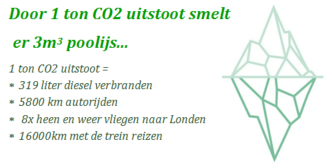 Door 1 ton CO2 uitstoot smelt
er 3m³ poolijs...
1 ton CO2 uitstoot =
▪ 319 liter diesel verbranden
▪ 5800 km autorijden
▪ 8x heen en weer vliegen naar Londen
▪ 16000km met de trein reizen